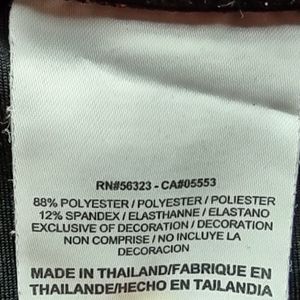 RN#56323 - CA#05553
88% POLYESTER / POLYESTER / POLIESTER
12% SPANDEX / ELASTHANNE / ELASTANO
EXCLUSIVE OF DECORATION / DECORATION
NON COMPRISE / NO INCLUYE LA
DECORACION
MADE IN THAILAND/FABRIQUE EN
THAILANDE/HECHO EN TAILANDIA